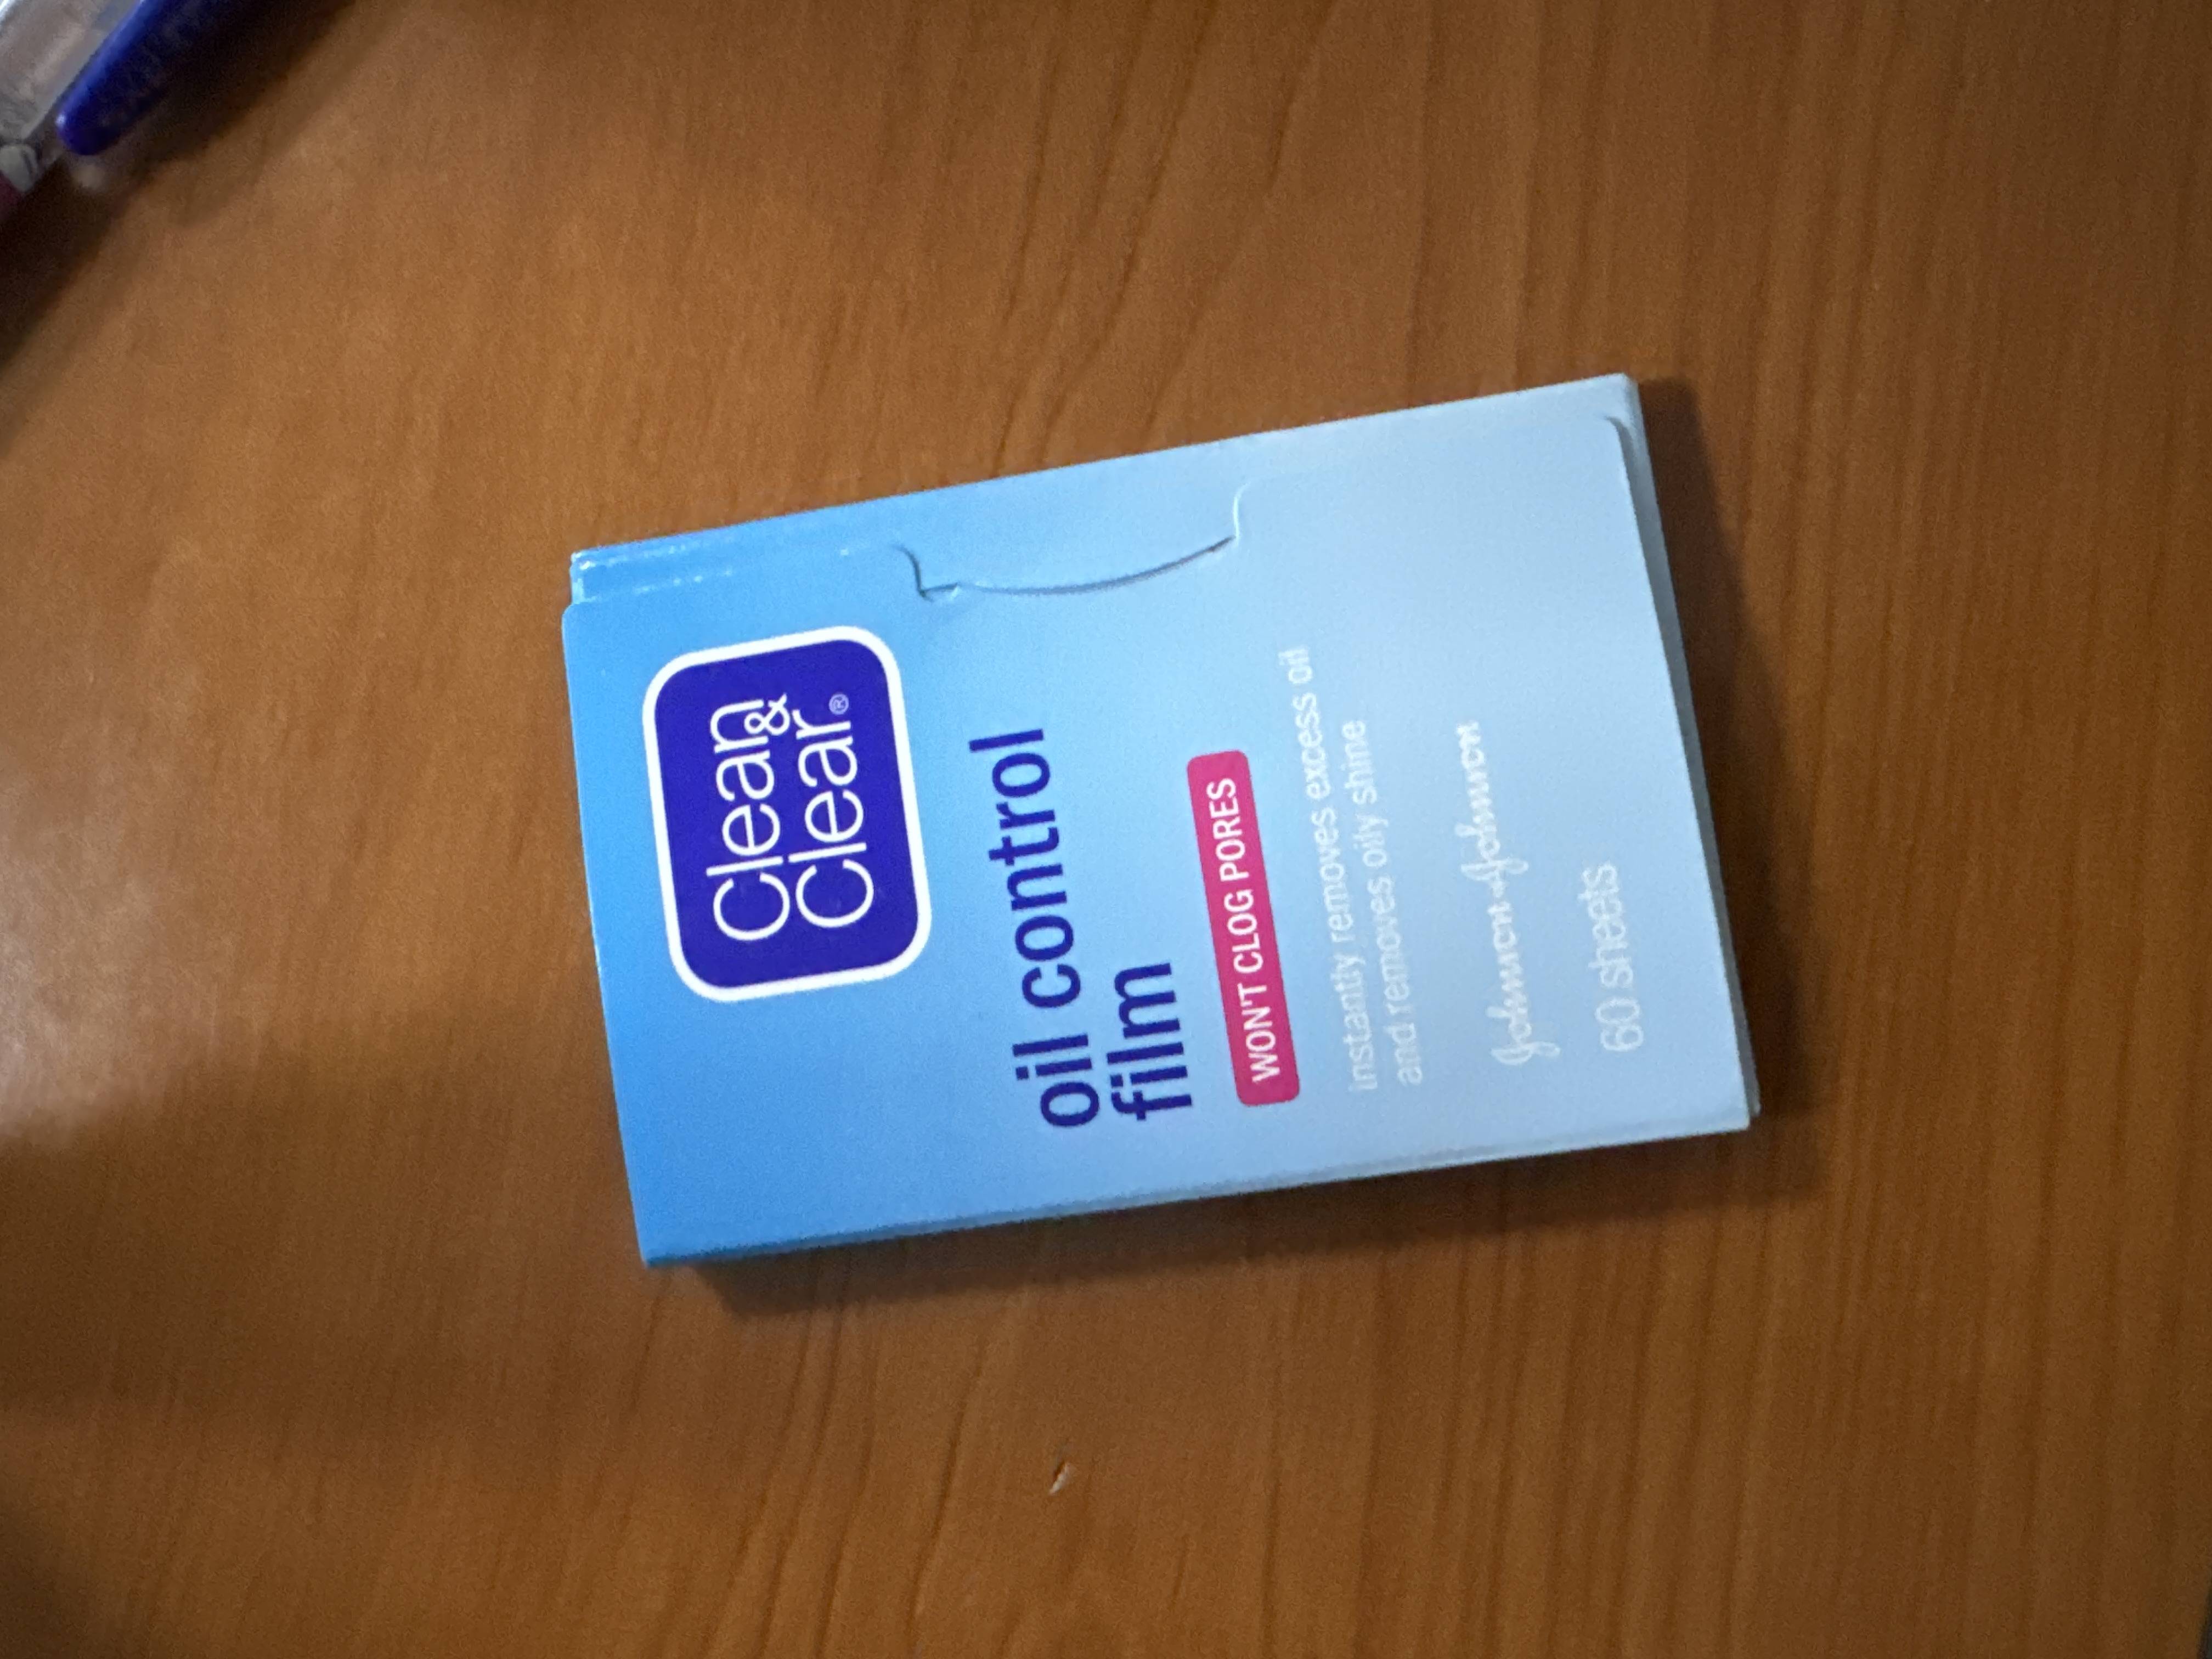 Clean &
Clear®
oil control
film
WON'T CLOG PORES
instantly removes excess oil
and removes oily shine
Johnson & Johnson
60 sheets